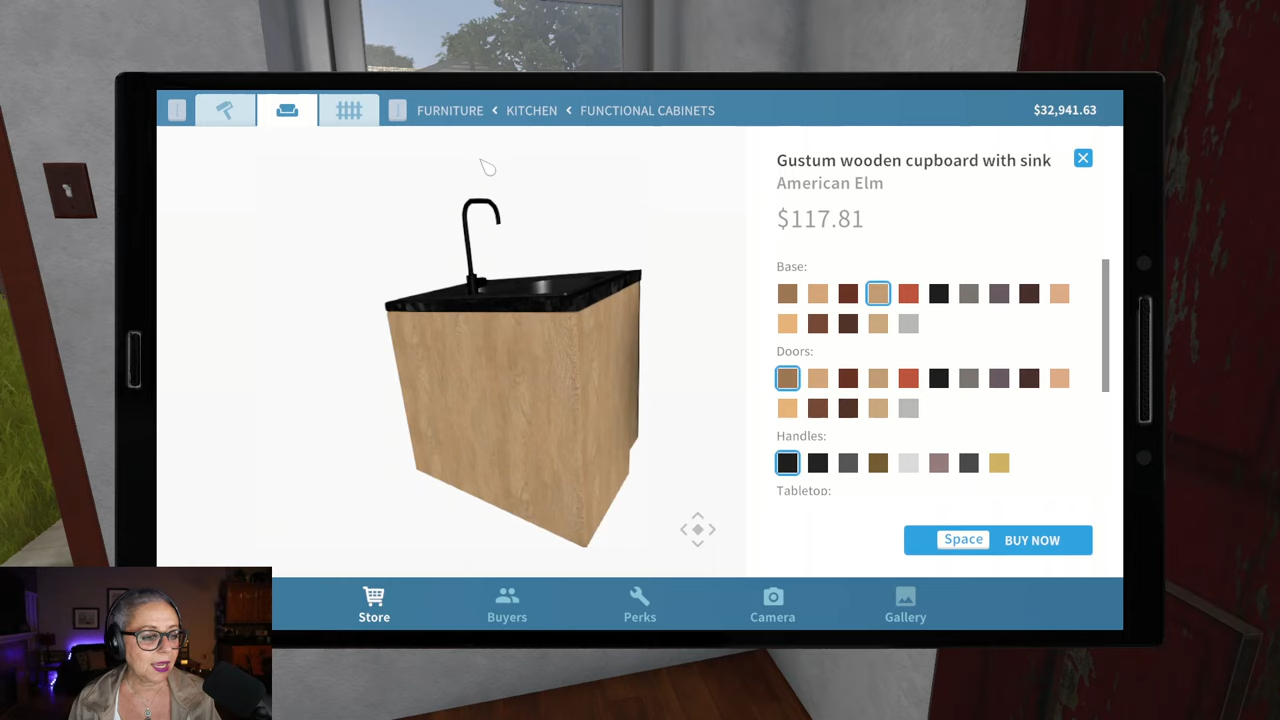 FURNITURE < KITCHEN < FUNCTIONAL CABINETS
$32,941.63
Gustum wooden cupboard with sink
American Elm
$117.81
Base:
Doors:
Handles:
Tabletop:
Space BUY NOW
Store
Buyers
Perks
Camera
Gallery